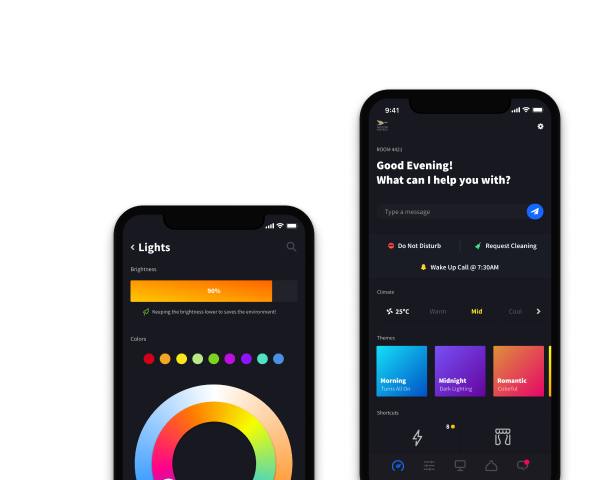 Lights
Brightness
90%
Keeping the brightness lower to saves the environment!
Colors
9:41
ROOM 4421
Good Evening!
What can I help you with?
Type a message
Do Not Disturb
Request Cleaning
Wake Up Call @ 7:30AM
Climate
25°C
Warm
Mid
Cool
Themes
Morning
Turns All On
Midnight
Dark Lighting
Romantic
Colorful
Shortcuts
8